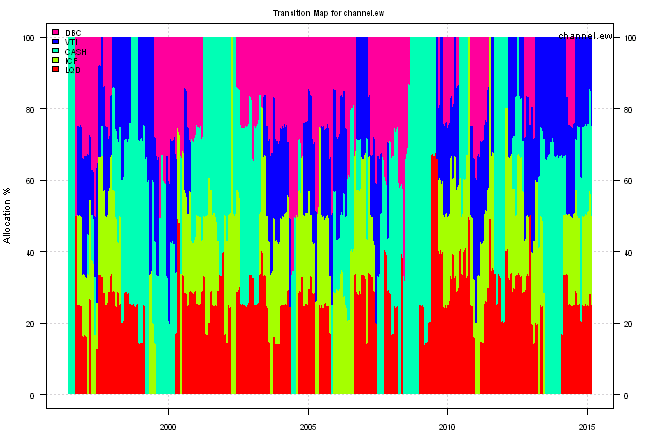 Transition Map for channel.ew
channel.ew
DBC
VTI
CASH
ICF
LQD
Allocation %
100
80
60
40
20
0
100
80
60
40
20
0
2000
2005
2010
2015